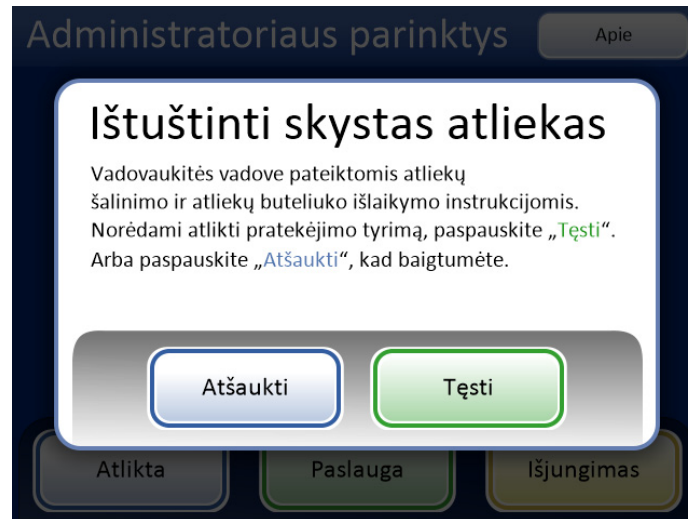 Administratoriaus parinktys
Apie
Ištuštinti skystas atliekas
Vadovaukitės vadove pateiktomis atliekų
šalinimo ir atliekų buteliuko išlaikymo instrukcijomis.
Norėdami atlikti pratekėjimo tyrimą, paspauskite „Tęsti“.
Arba paspauskite „Atšaukti“, kad baigtumėte.
Atšaukti
Tęsti
Atlikta
Paslauga
Išjungimas